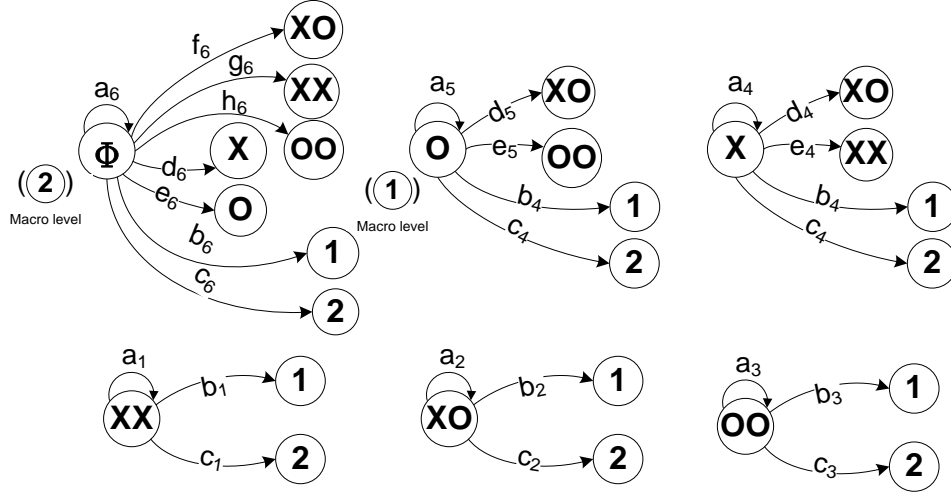 XO
f6
g6
XX
a6
h6
Φ
X
OO
d6
(2)
Macro level
e6
O
b6
1
c6
2
a5
XO
d5
O
e5
OO
(1)
Macro level
b4
1
c4
2
a4
XO
d4
X
e4
XX
b4
1
c4
2
a1
b1
1
XX
c1
2
a2
b2
1
XO
c2
2
a3
b3
1
OO
c3
2